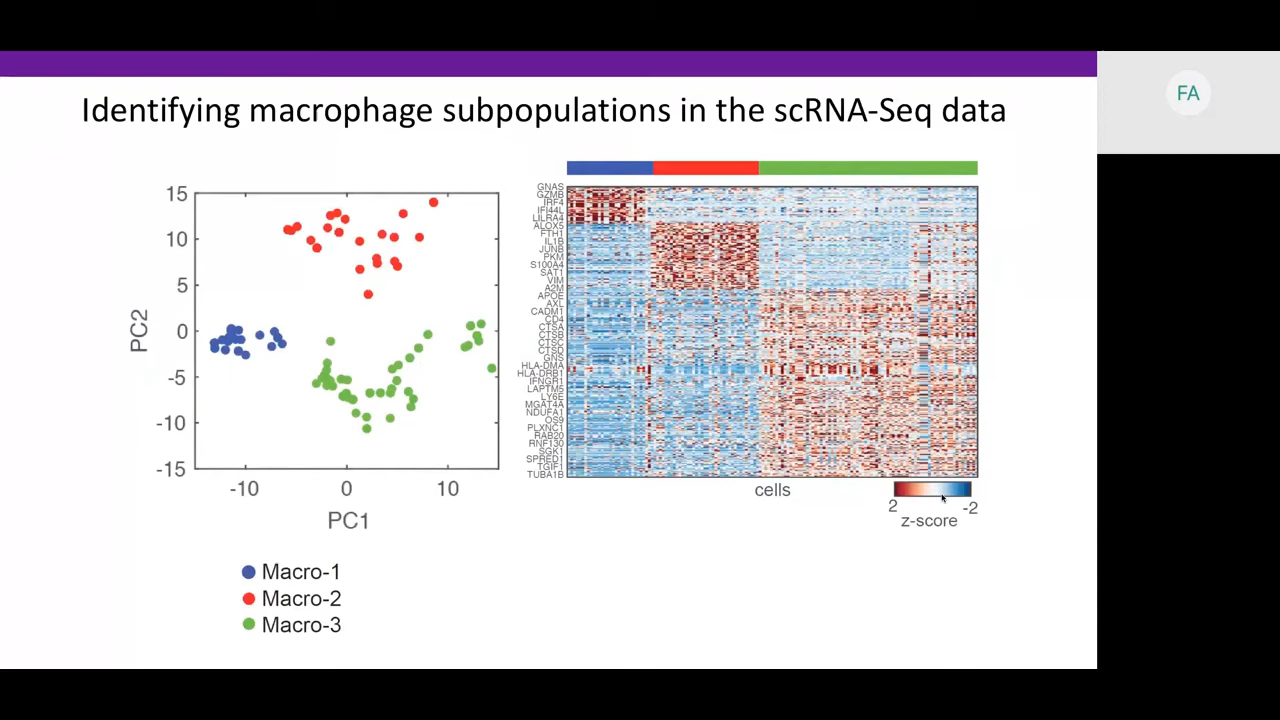 FA
Identifying macrophage subpopulations in the scRNA-Seq data
15
10
5
0
-5
-10
-15
PC2
-10
0
10
PC1
Macro-1
Macro-2
Macro-3
GNAS
GZMB
IRF4
IFI44L
LILRA4
ALOX5
FTH1
IL1B
JUNB
PKM
S100A4
SAT1
VIM
A2M
APOE
AXL
CADM1
CD4
CTSA
CTSB
CTSC
CTSD
GNS
HLA-DMA
HLA-DRB1
IFNGR1
LAPTM5
LY6E
MGAT4A
NDUFA1
OS9
PLXNC1
RAB20
RNF130
SGK1
SPRED1
TGIF1
TUBA1B
cells
2
-2
z-score